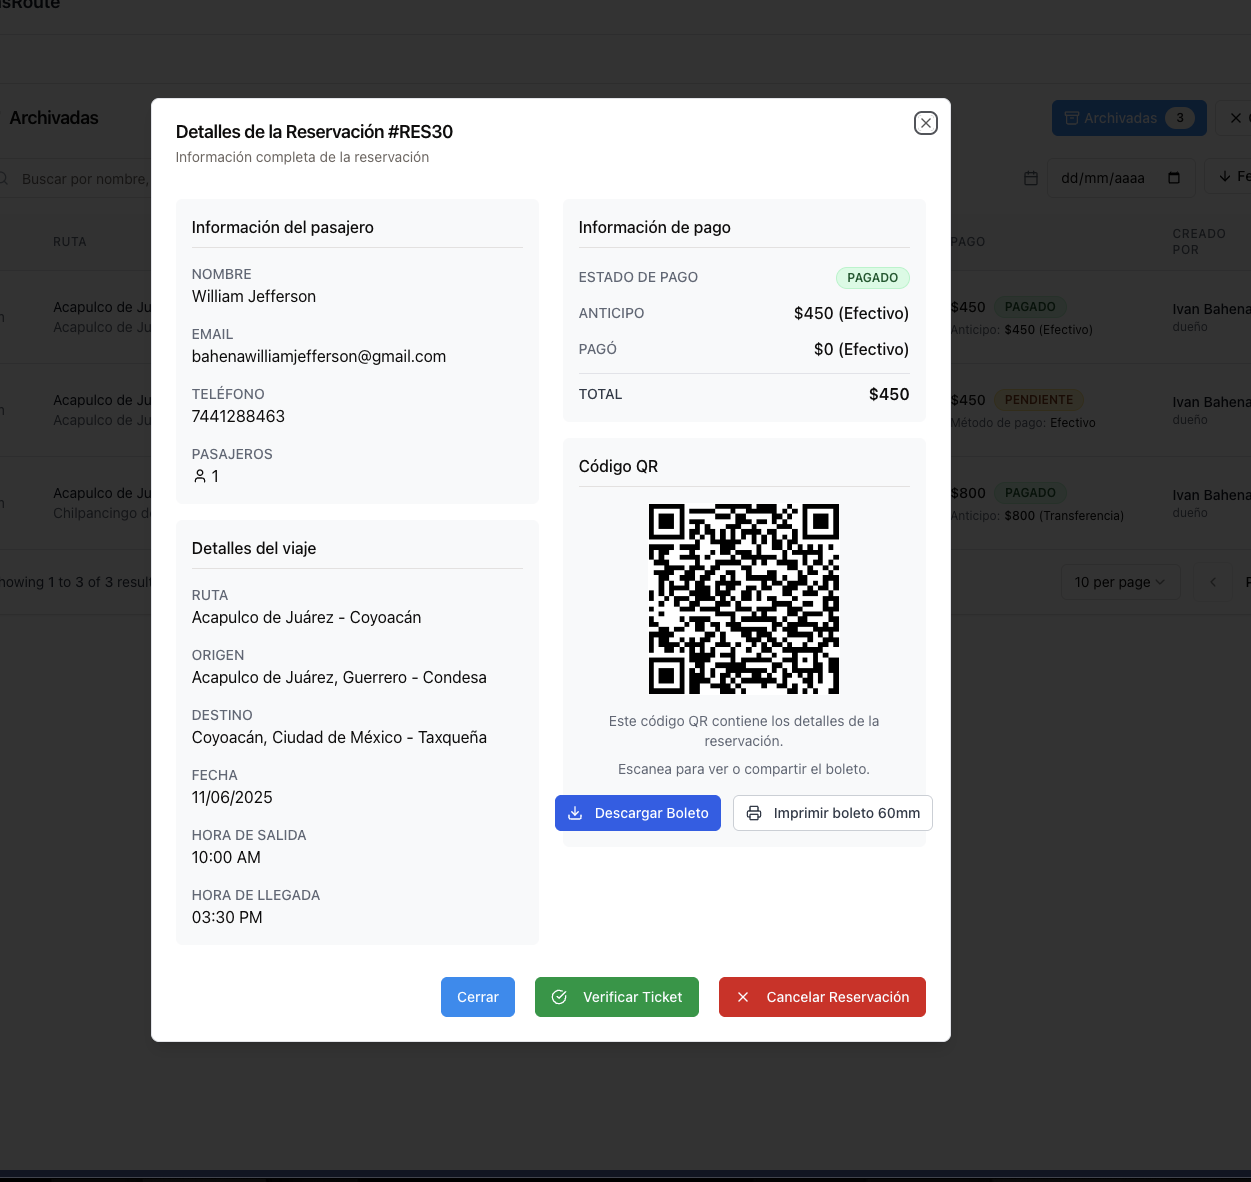 Archivadas
Archivadas 3
Buscar por nombre,
dd/mm/aaaa
RUTA
PAGO
CREADO POR
Acapulco de Ju
Acapulco de Ju
$450 PAGADO
Anticipo: $450 (Efectivo)
Ivan Bahena
dueño
Acapulco de Ju
Acapulco de Ju
$450 PENDIENTE
Método de pago: Efectivo
Ivan Bahena
dueño
Acapulco de Ju
Chilpancingo d
$800 PAGADO
Anticipo: $800 (Transferencia)
Ivan Bahena
dueño
howing 1 to 3 of 3 result
10 per page
Detalles de la Reservación #RES30
Información completa de la reservación
Información del pasajero
NOMBRE
William Jefferson
EMAIL
bahenawilliamjefferson@gmail.com
TELÉFONO
7441288463
PASAJEROS
1
Detalles del viaje
RUTA
Acapulco de Juárez - Coyoacán
ORIGEN
Acapulco de Juárez, Guerrero - Condesa
DESTINO
Coyoacán, Ciudad de México - Taxqueña
FECHA
11/06/2025
HORA DE SALIDA
10:00 AM
HORA DE LLEGADA
03:30 PM
Información de pago
ESTADO DE PAGO PAGADO
ANTICIPO $450 (Efectivo)
PAGÓ $0 (Efectivo)
TOTAL $450
Código QR
Este código QR contiene los detalles de la
reservación.
Escanea para ver o compartir el boleto.
Descargar Boleto
Imprimir boleto 60mm
Cerrar
Verificar Ticket
Cancelar Reservación